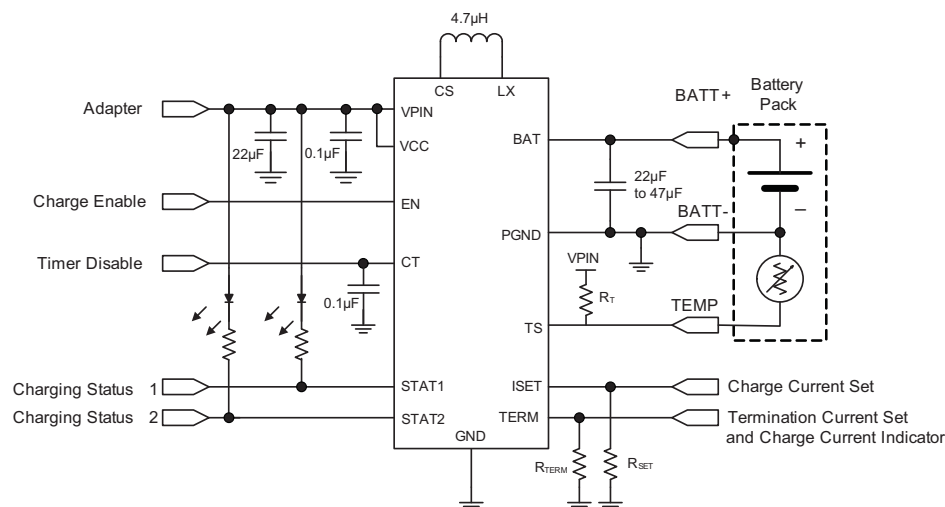 4.7µH
CS
LX
Adapter
VPIN
VCC
22µF
0.1µF
BAT
BATT+
Battery
Pack
+
22µF
to 47µF
Charge Enable
EN
BATT-
–
PGND
Timer Disable
CT
VPIN
0.1µF
RT
TEMP
TS
Charging Status 1
STAT1
ISET
Charge Current Set
Charging Status 2
STAT2
TERM
Termination Current Set
and Charge Current Indicator
GND
RTERM
RSET